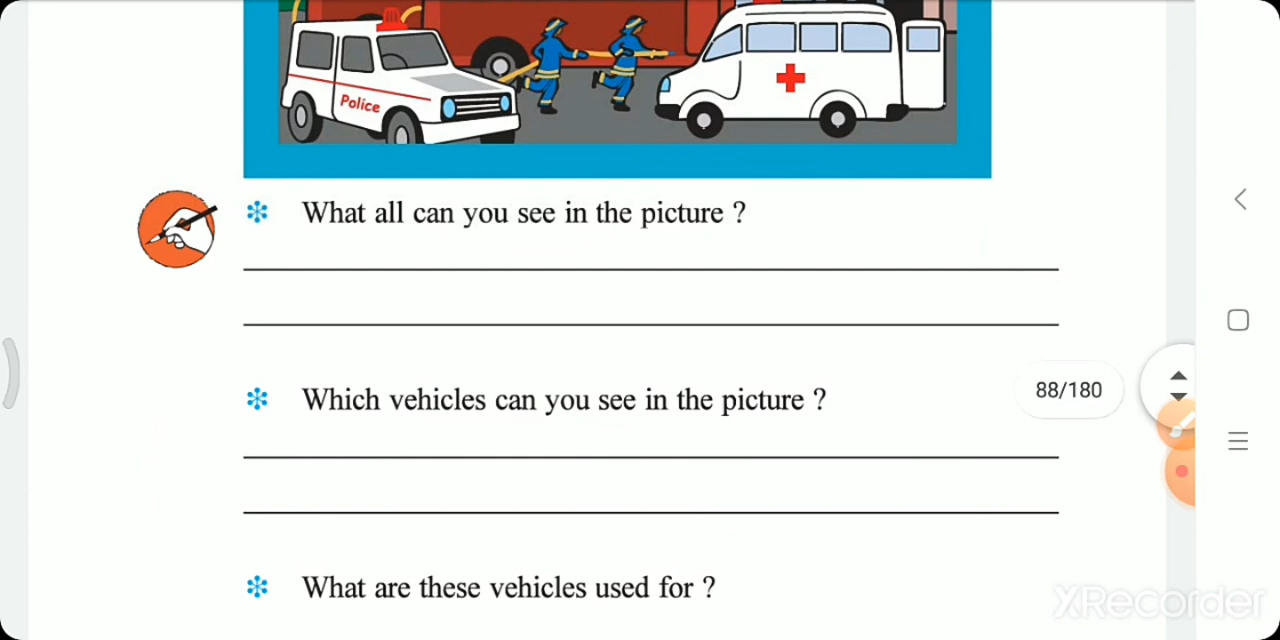 Police
What all can you see in the picture ?
Which vehicles can you see in the picture ?
88/180
What are these vehicles used for ?
XRecorder